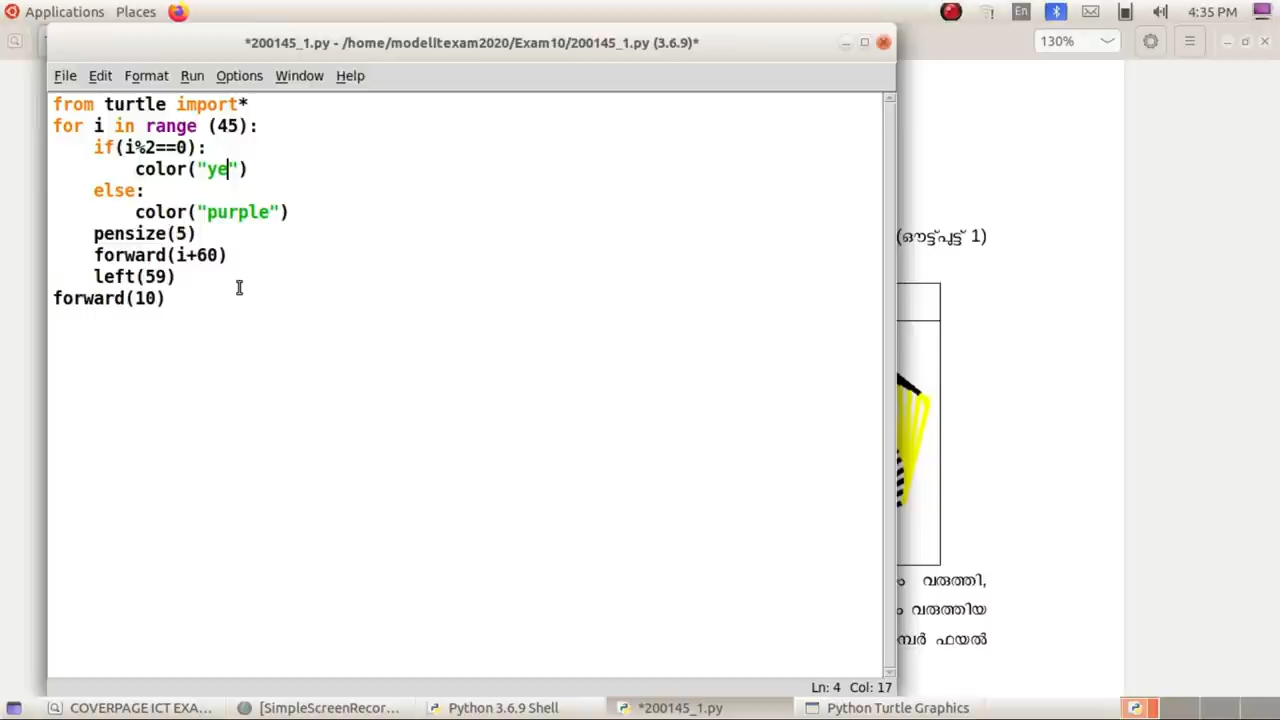 Applications Places En 4:35 PM
*200145_1.py - /home/modelItexam2020/Exam10/200145_1.py (3.6.9)*
130%
File Edit Format Run Options Window Help
from turtle import*
for i in range (45):
    if(i%2==0):
        color("ye")
    else:
        color("purple")
    pensize(5)
    forward(i+60)
    left(59)
forward(10)
(ഔട്ട്പുട്ട് 1)
വരുത്തി,
വരുത്തിയ
ഫയൽ
Ln: 4 Col: 17
COVERPAGE ICT EXA... [SimpleScreenRecor... Python 3.6.9 Shell *200145_1.py Python Turtle Graphics